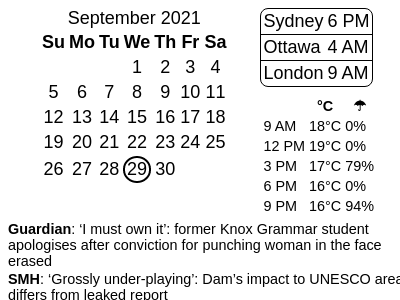 September 2021
Su Mo Tu We Th Fr Sa
1 2 3 4
5 6 7 8 9 10 11
12 13 14 15 16 17 18
19 20 21 22 23 24 25
26 27 28 29 30
Sydney 6 PM
Ottawa 4 AM
London 9 AM
°C ☂
9 AM 18°C 0%
12 PM 19°C 0%
3 PM 17°C 79%
6 PM 16°C 0%
9 PM 16°C 94%
Guardian: ‘I must own it’: former Knox Grammar student
apologises after conviction for punching woman in the face
erased
SMH: ‘Grossly under-playing’: Dam’s impact to UNESCO area
differs from leaked report